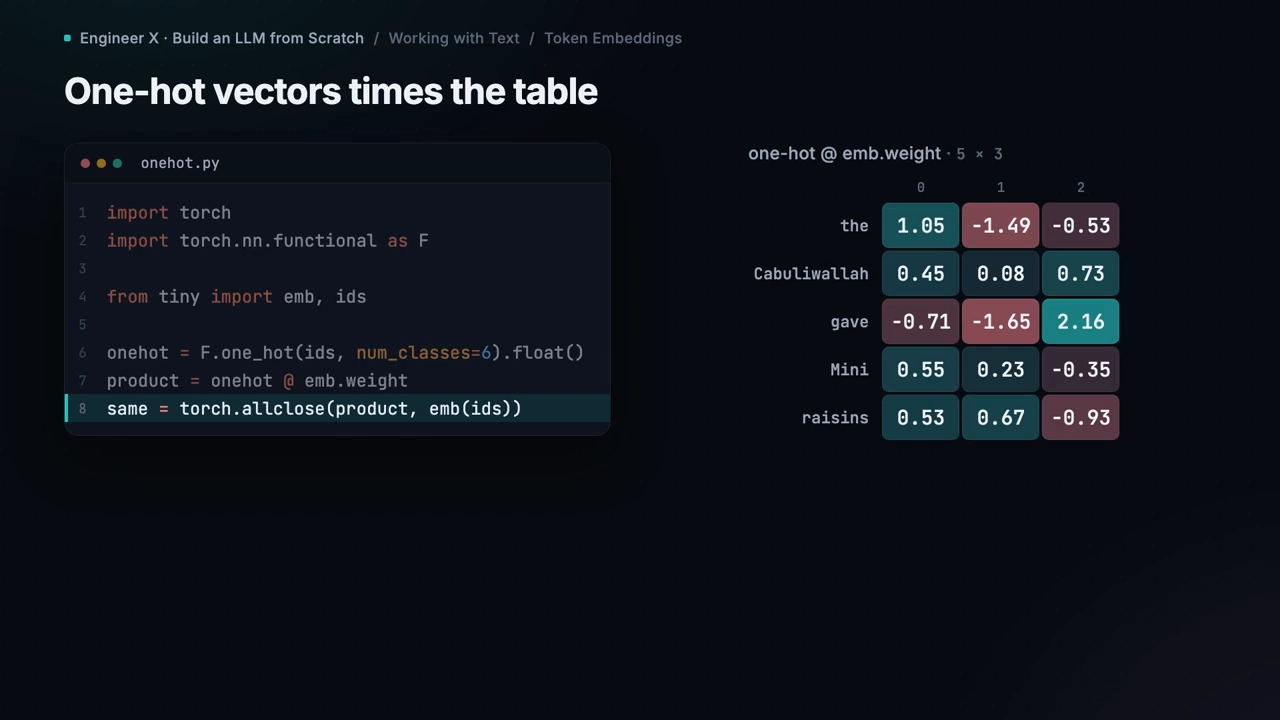 Engineer X · Build an LLM from Scratch / Working with Text / Token Embeddings
One-hot vectors times the table
onehot.py
1 import torch
2 import torch.nn.functional as F
3
4 from tiny import emb, ids
5
6 onehot = F.one_hot(ids, num_classes=6).float()
7 product = onehot @ emb.weight
8 same = torch.allclose(product, emb(ids))
one-hot @ emb.weight · 5 × 3
0 1 2
the 1.05 -1.49 -0.53
Cabuliwallah 0.45 0.08 0.73
gave -0.71 -1.65 2.16
Mini 0.55 0.23 -0.35
raisins 0.53 0.67 -0.93